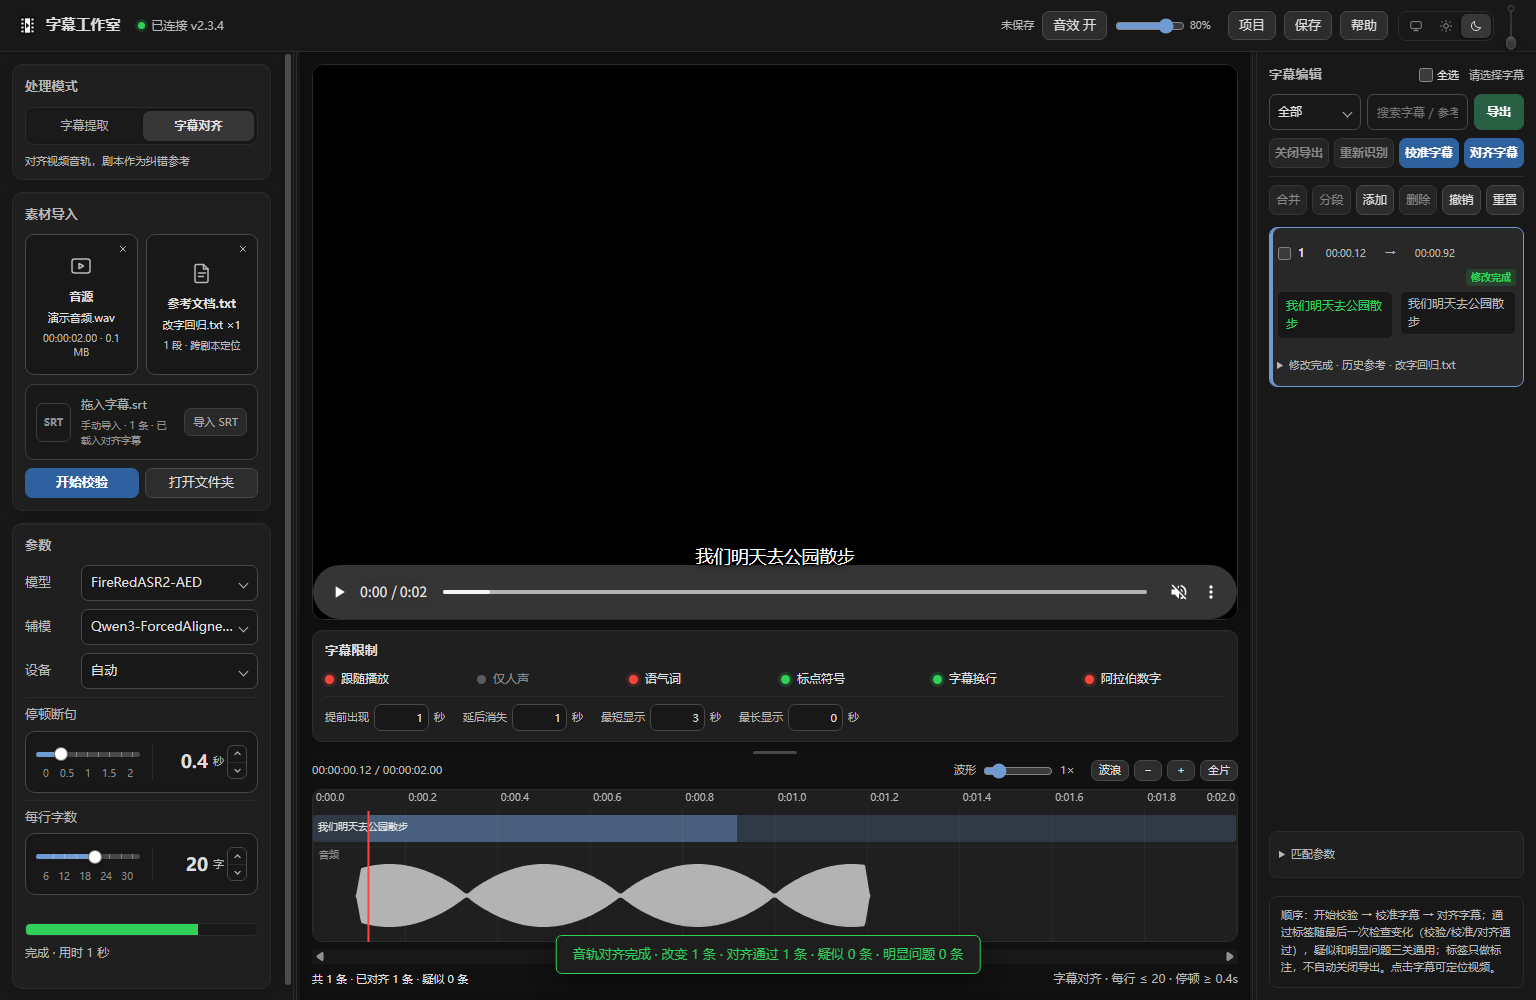 字幕工作室
已连接 v2.3.4
未保存
音效 开
80%
项目
保存
帮助
处理模式
字幕提取
字幕对齐
对齐视频音轨，剧本作为纠错参考
素材导入
×
音源
演示音频.wav
00:00:02.00 · 0.1
MB
×
参考文档.txt
改字回归.txt ×1
1 段 · 跨剧本定位
SRT
拖入字幕.srt
手动导入 · 1 条 · 已
载入对齐字幕
导入 SRT
开始校验
打开文件夹
参数
模型
FireRedASR2-AED
辅模
Qwen3-ForcedAligne...
设备
自动
停顿断句
0 0.5 1 1.5 2
0.4 秒
每行字数
6 12 18 24 30
20 字
完成 · 用时 1 秒
我们明天去公园散步
0:00 / 0:02
字幕限制
跟随播放
仅人声
语气词
标点符号
字幕换行
阿拉伯数字
提前出现 1 秒
延后消失 1 秒
最短显示 3 秒
最长显示 0 秒
00:00:00.12 / 00:00:02.00
波形
1×
波浪
−
+
全片
00:00.0 00:00.2 00:00.4 00:00.6 00:00.8 00:01.0 00:01.2 00:01.4 00:01.6 00:01.8 00:02.0
我们明天去公园散步
音频
音轨对齐完成 · 改变 1 条 · 对齐通过 1 条 · 疑似 0 条 · 明显问题 0 条
共 1 条 · 已对齐 1 条 · 疑似 0 条
字幕对齐 · 每行 ≤ 20 · 停顿 ≥ 0.4s
字幕编辑
全选
请选择字幕
全部
搜索字幕 / 参考
导出
关闭导出
重新识别
校准字幕
对齐字幕
合并
分段
添加
删除
撤销
重置
1
00:00.12 → 00:00.92
修改完成
我们明天去公园散
步
我们明天去公园散
步
修改完成 · 历史参考 · 改字回归.txt
匹配参数
顺序：开始校验 → 校准字幕 → 对齐字幕；通
过标签随最后一次检查变化（校验/校准/对齐通
过），疑似和明显问题三关通用；标签只做标
注，不自动关闭导出。点击字幕可定位视频。